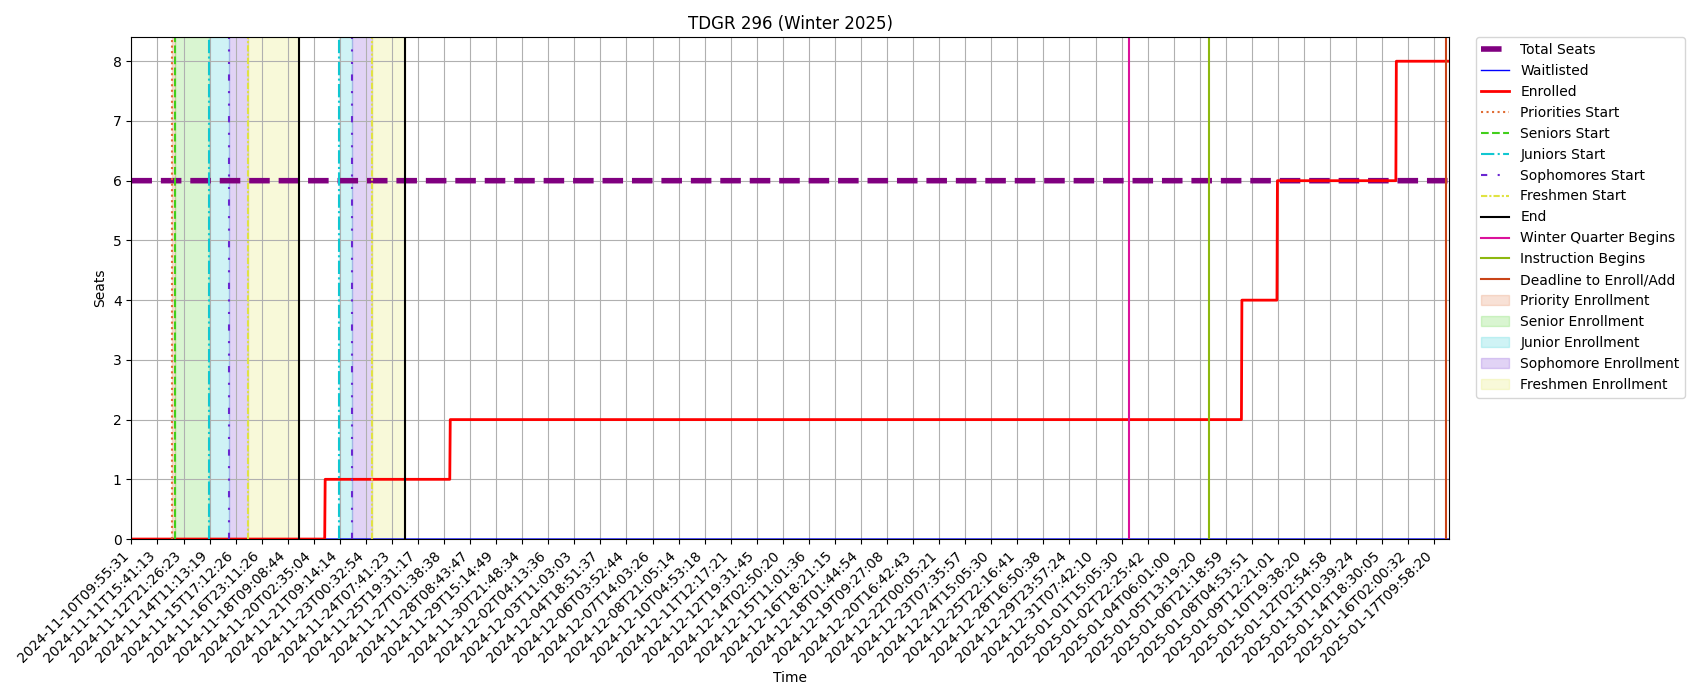 TDGR 296 (Winter 2025)
8
7
6
5
4
3
2
1
0
Seats
2024-11-10T09:55:31
2024-11-11T15:41:13
2024-11-12T21:26:23
2024-11-14T11:13:19
2024-11-15T17:12:26
2024-11-16T23:11:26
2024-11-18T09:08:44
2024-11-20T02:35:04
2024-11-21T09:14:14
2024-11-23T00:32:54
2024-11-24T07:41:23
2024-11-25T19:31:17
2024-11-27T01:38:38
2024-11-28T08:43:47
2024-11-29T15:14:49
2024-11-30T21:48:34
2024-12-02T04:13:36
2024-12-03T11:03:03
2024-12-04T18:51:37
2024-12-06T03:52:44
2024-12-07T14:03:26
2024-12-08T21:05:14
2024-12-10T04:53:18
2024-12-11T12:17:21
2024-12-12T19:31:45
2024-12-14T02:50:20
2024-12-15T11:01:36
2024-12-16T18:21:15
2024-12-18T01:44:54
2024-12-19T09:27:08
2024-12-20T16:42:43
2024-12-22T00:05:21
2024-12-23T07:35:57
2024-12-24T15:05:30
2024-12-25T22:16:41
2024-12-28T16:50:38
2024-12-29T23:57:24
2024-12-31T07:42:10
2025-01-01T15:05:30
2025-01-02T22:25:42
2025-01-04T06:01:00
2025-01-05T13:19:20
2025-01-06T21:18:59
2025-01-08T04:53:51
2025-01-09T12:21:01
2025-01-10T19:38:20
2025-01-12T02:54:58
2025-01-13T10:39:24
2025-01-14T18:30:05
2025-01-16T02:00:32
2025-01-17T09:58:20
Time
Total Seats
Waitlisted
Enrolled
Priorities Start
Seniors Start
Juniors Start
Sophomores Start
Freshmen Start
End
Winter Quarter Begins
Instruction Begins
Deadline to Enroll/Add
Priority Enrollment
Senior Enrollment
Junior Enrollment
Sophomore Enrollment
Freshmen Enrollment